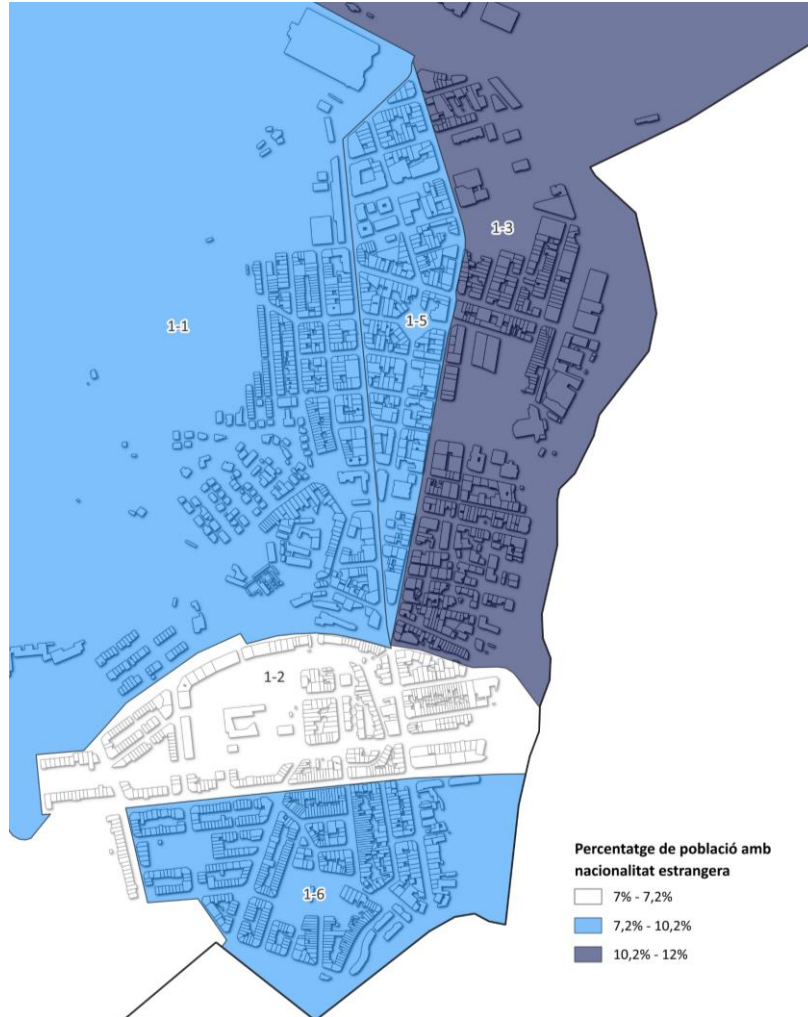 1-3
1-1
1-5
1-2
1-6
Percentatge de població amb
nacionalitat estrangera
7% - 7,2%
7,2% - 10,2%
10,2% - 12%